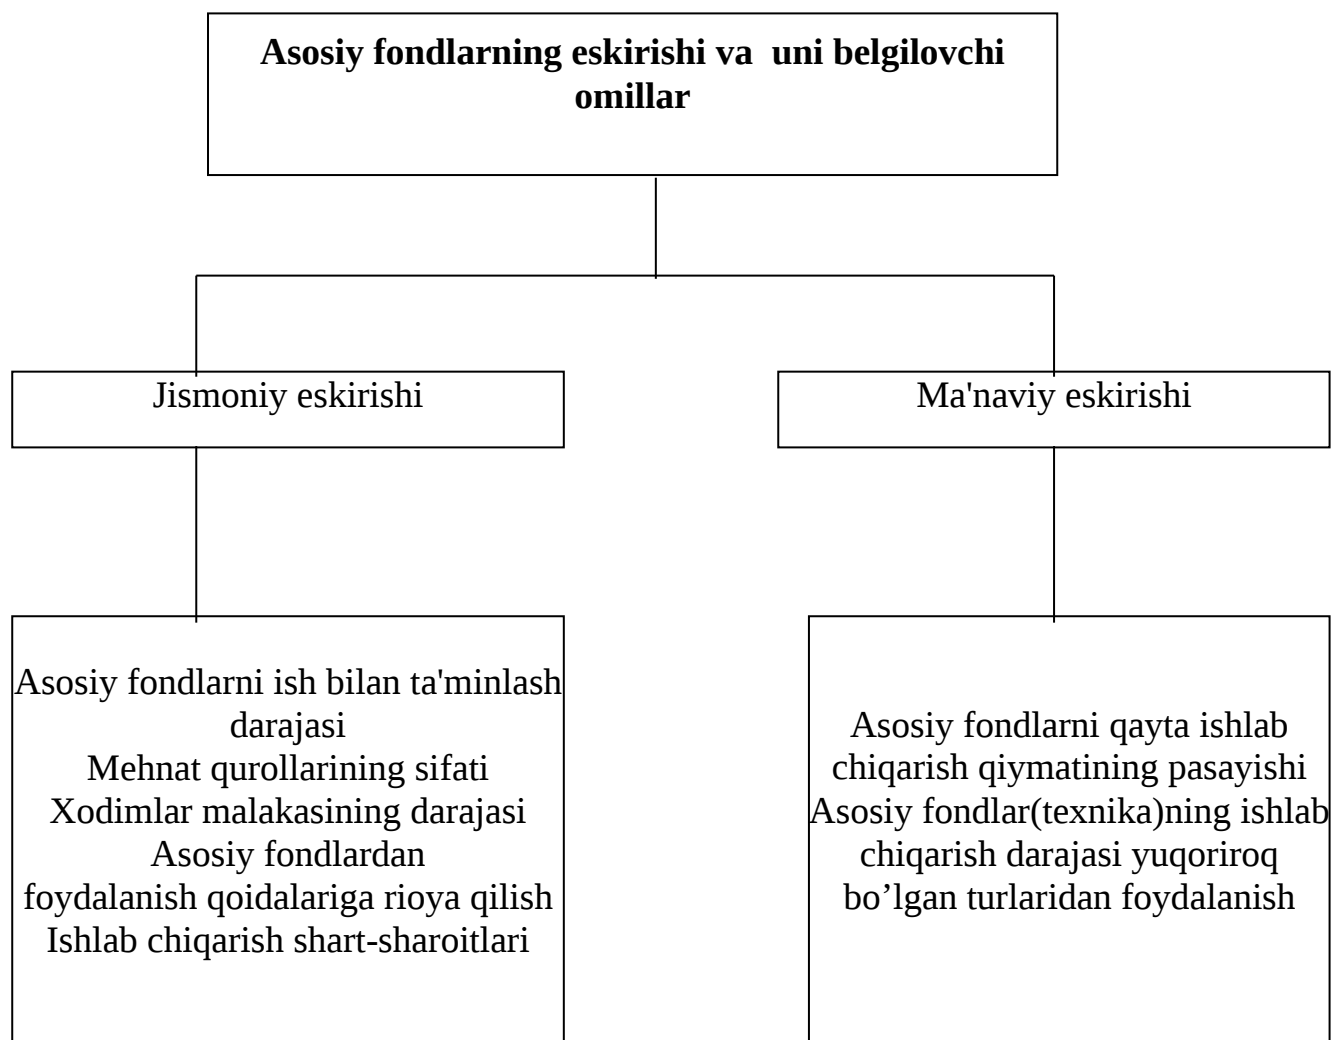 Asosiy fondlarning eskirishi va uni belgilovchi
omillar
Jismoniy eskirishi
Ma'naviy eskirishi
Asosiy fondlarni ish bilan ta'minlash
darajasi
Mehnat qurollarining sifati
Xodimlar malakasining darajasi
Asosiy fondlardan
foydalanish qoidalariga rioya qilish
Ishlab chiqarish shart-sharoitlari
Asosiy fondlarni qayta ishlab
chiqarish qiymatining pasayishi
Asosiy fondlar(texnika)ning ishlab
chiqarish darajasi yuqoriroq
bo’lgan turlaridan foydalanish